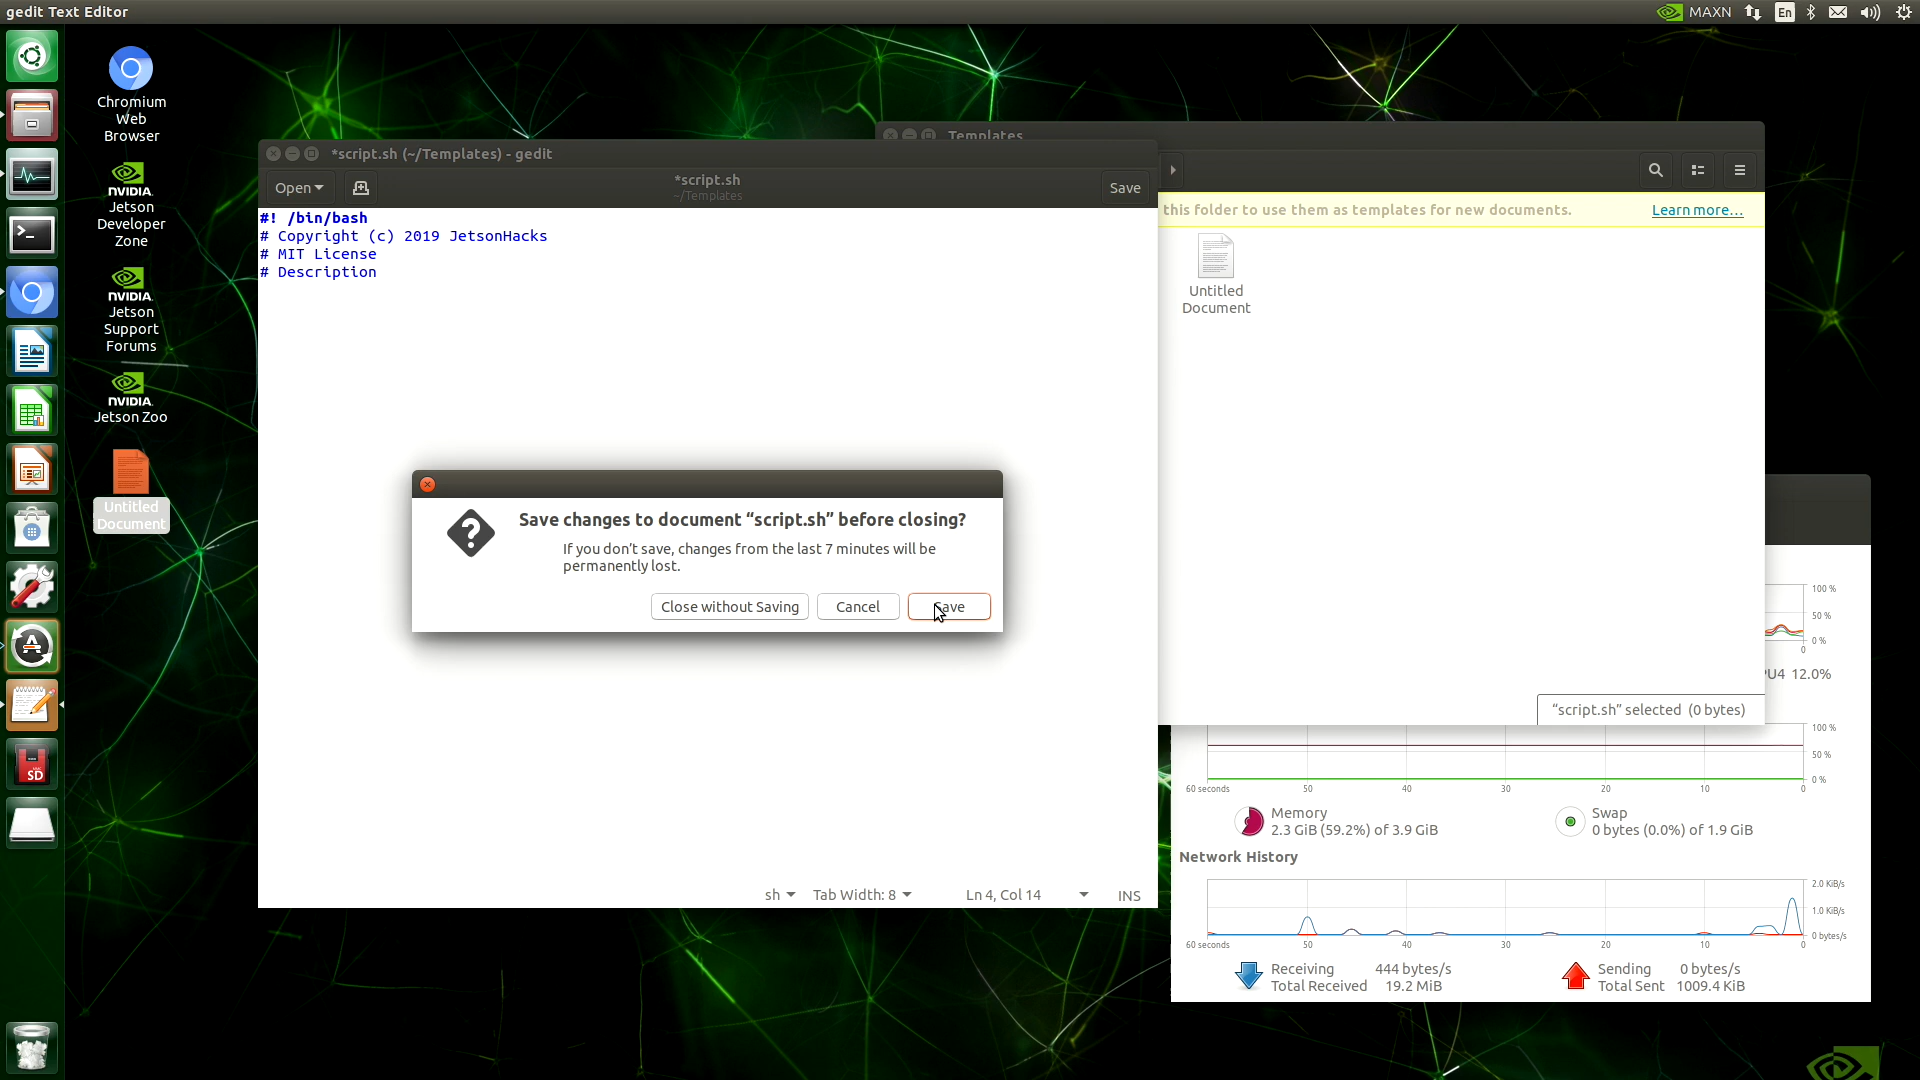 gedit Text Editor
MAXN
En
Chromium
Web
Browser
NVIDIA.
Jetson
Developer
Zone
NVIDIA.
Jetson
Support
Forums
NVIDIA.
Jetson Zoo
Untitled
Document
SD
Templates
this folder to use them as templates for new documents.
Learn more…
Untitled
Document
"script.sh" selected (0 bytes)
*script.sh (~/Templates) - gedit
Open
*script.sh
~/Templates
Save
#! /bin/bash
# Copyright (c) 2019 JetsonHacks
# MIT License
# Description
Save changes to document “script.sh” before closing?
If you don’t save, changes from the last 7 minutes will be
permanently lost.
Close without Saving
Cancel
Save
sh
Tab Width: 8
Ln 4, Col 14
INS
100 %
50 %
0 %
0
PU4 12.0%
100 %
50 %
0 %
60 seconds 50 40 30 20 10 0
Memory
2.3 GiB (59.2%) of 3.9 GiB
Swap
0 bytes (0.0%) of 1.9 GiB
Network History
2.0 KiB/s
1.0 KiB/s
0 bytes/s
60 seconds 50 40 30 20 10 0
Receiving 444 bytes/s
Total Received 19.2 MiB
Sending 0 bytes/s
Total Sent 1009.4 KiB